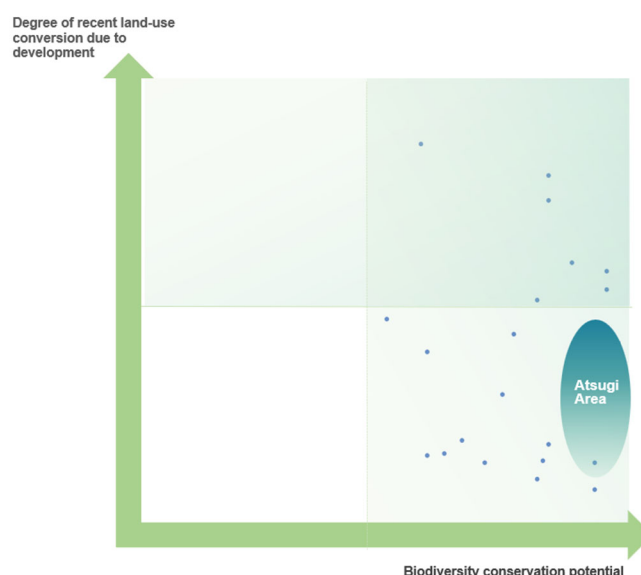 Degree of recent land-use
conversion due to
development
Atsugi
Area
Biodiversity conservation potential